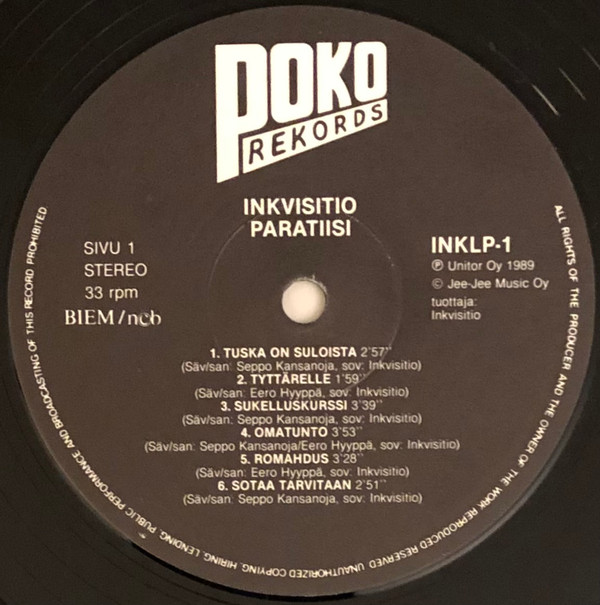 POKO
REKORDS
INKVISITIO
PARATIISI
SIVU 1
STEREO
33 rpm
BIEM/ncb
INKLP-1
℗ Unitor Oy 1989
© Jee-Jee Music Oy
tuottaja:
Inkvisitio
1. TUSKA ON SULOISTA 2'57''
(Säv/san: Seppo Kansanoja, sov: Inkvisitio)
2. TYTTÄRELLE 1'59''
(Säv/san: Eero Hyyppä, sov: Inkvisitio)
3. SUKELLUSKURSSI 3'39''
(Säv/san: Seppo Kansanoja, sov: Inkvisitio)
4. OMATUNTO 3'53''
(Säv/san: Seppo Kansanoja/Eero Hyyppä, sov: Inkvisitio)
5. ROMAHDUS 3'28''
(Säv/san: Eero Hyyppä, sov: Inkvisitio)
6. SOTAA TARVITAAN 2'51''
(Säv/san: Seppo Kansanoja, sov: Inkvisitio)
ALL RIGHTS OF THE PRODUCER AND THE OWNER OF THE WORK REPRODUCED RESERVED UNAUTHORIZED COPYING, HIRING, LENDING, PUBLIC PERFORMANCE AND BROADCASTING OF THIS RECORD PROHIBITED